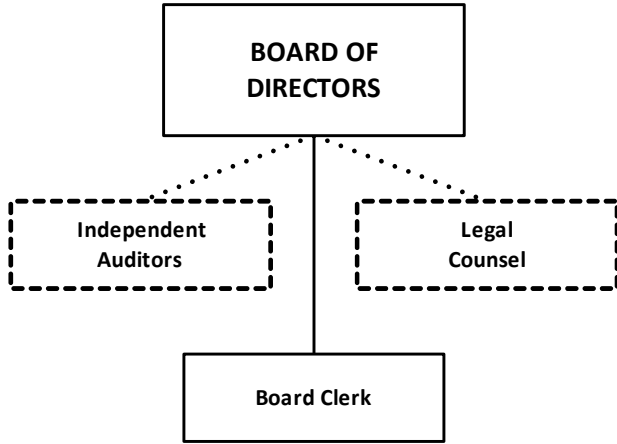 BOARD OF
DIRECTORS
Independent
Auditors
Legal
Counsel
Board Clerk